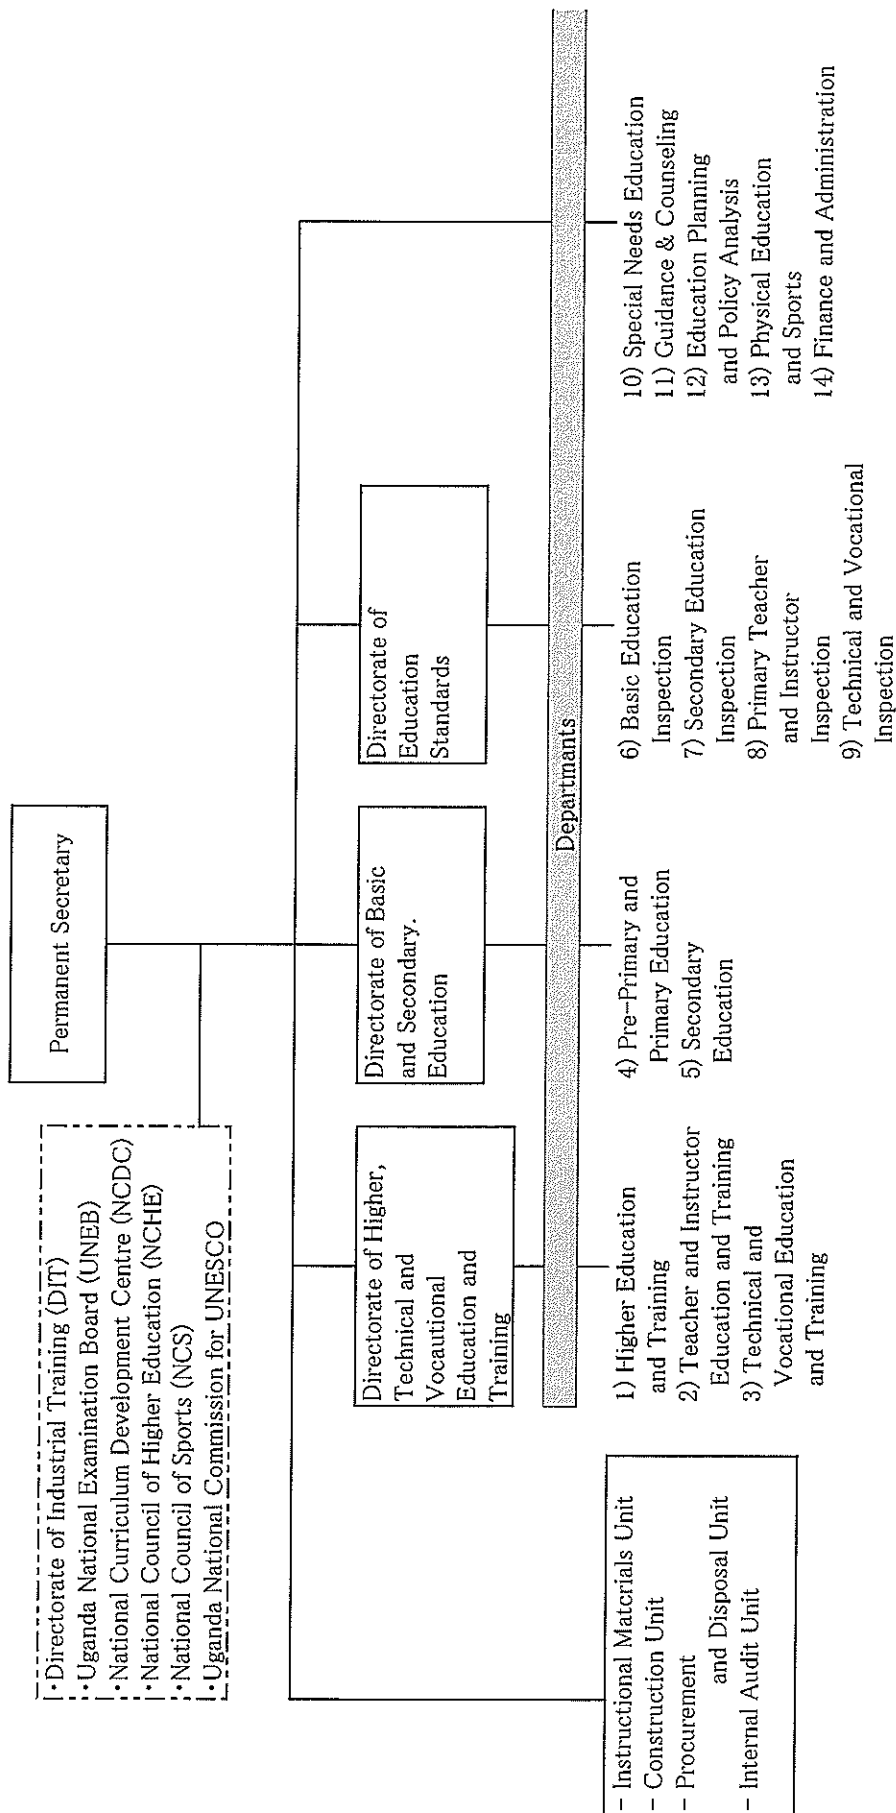 Permanent Secretary
・Directorate of Industrial Training (DIT)
・Uganda National Examination Board (UNEB)
・National Curriculum Development Centre (NCDC)
・National Council of Higher Education (NCHE)
・National Council of Sports (NCS)
・Uganda National Commission for UNESCO
Directorate of Higher,
Technical and
Vocautional
Education and
Training
Directorate of Basic
and Secondary.
Education
Directorate of
Education
Standards
Departmants
- Instructional Matcrials Unit
- Construction Unit
- Procurement
and Disposal Unit
- Internal Audit Unit
1) Higher Education
and Training
2) Teacher and Instructor
Education and Training
3) Technical and
Vocational Education
and Training
4) Pre-Primary and
Primary Education
5) Secondary
Education
6) Basic Education
Inspection
7) Secondary Education
Inspection
8) Primary Teacher
and Instructor
Inspection
9) Technical and Vocational
Inspection
10) Special Needs Education
11) Guidance & Counseling
12) Education Planning
and Policy Analysis
13) Physical Education
and Sports
14) Finance and Administration